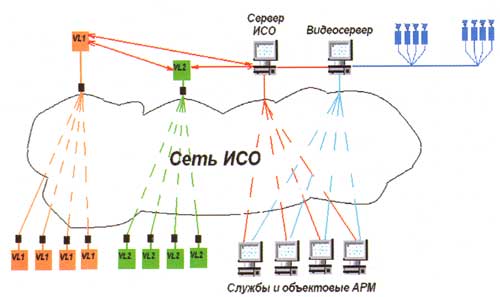 Сервер
ИСО
Видеосервер
VL1
VL2
Сеть ИСО
VL1 VL1 VL1 VL1
VL2 VL2 VL2 VL2
Службы и объектовые АРМ